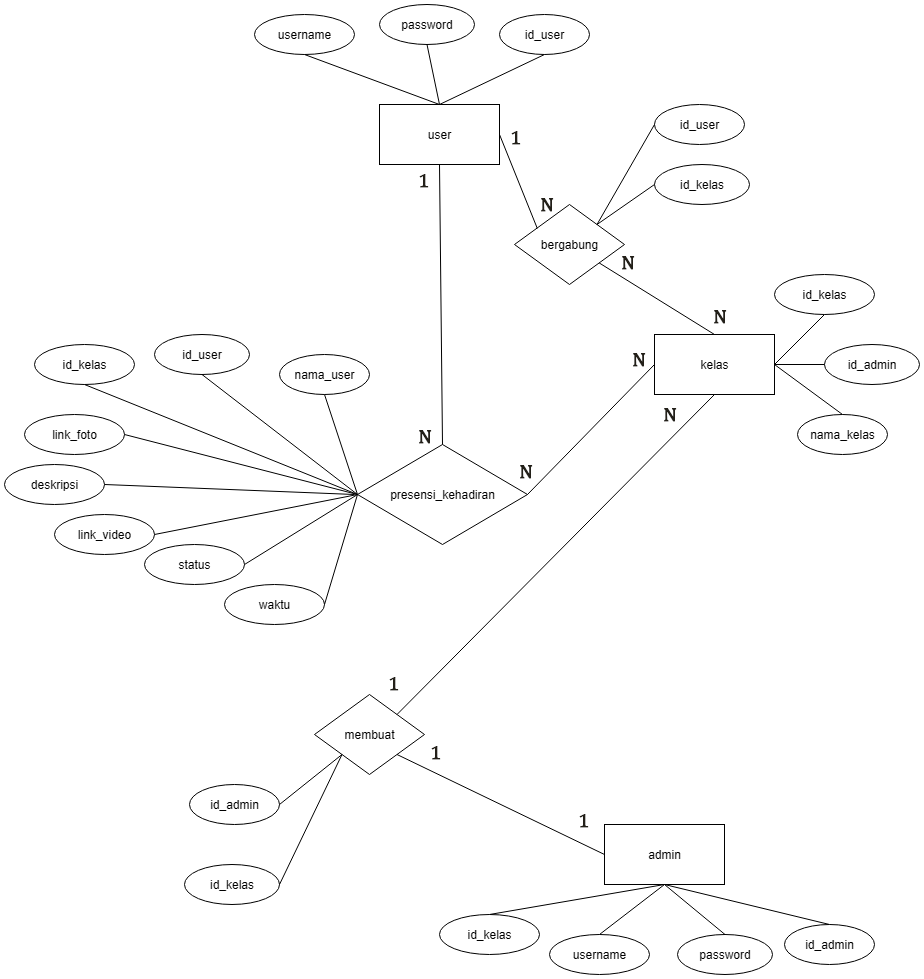 password
username
id_user
user
1
1
id_user
id_kelas
N
bergabung
N
id_kelas
N
kelas
id_admin
N
N
nama_kelas
id_user
id_kelas
nama_user
link_foto
N
deskripsi
N
presensi_kehadiran
link_video
status
waktu
1
membuat
1
id_admin
id_kelas
1
admin
id_kelas
username
password
id_admin